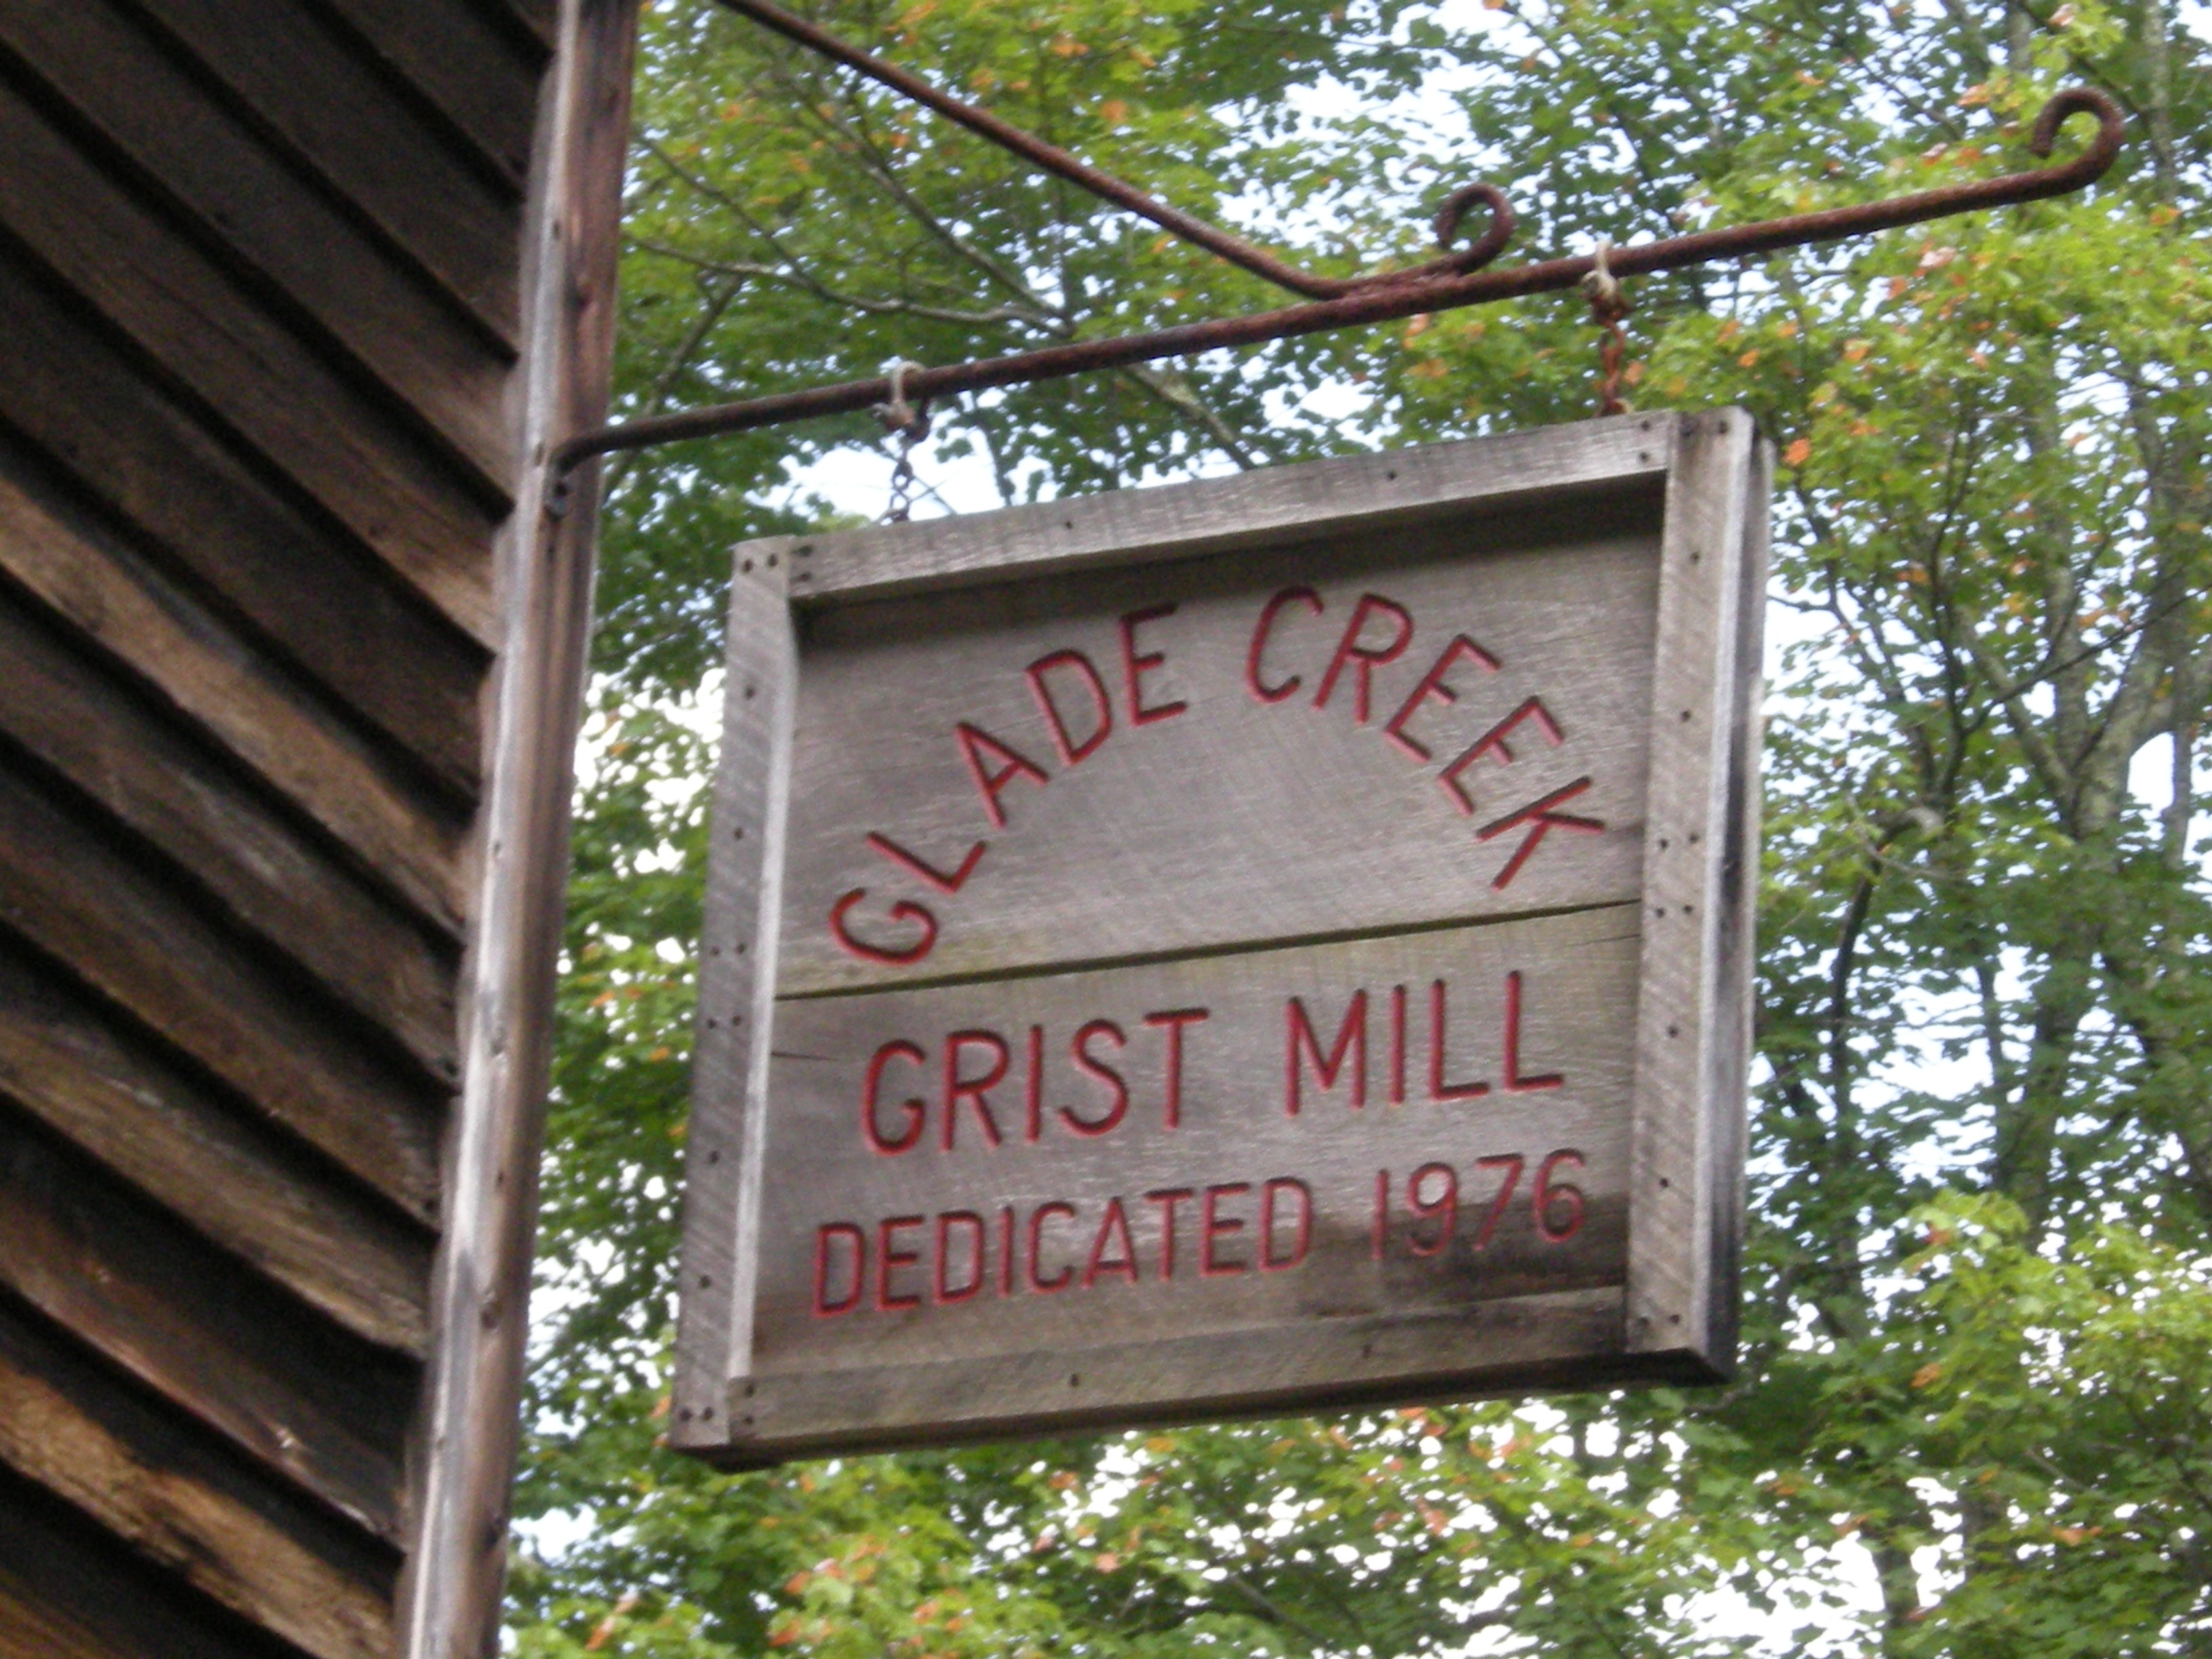 GLADE CREEK
GRIST MILL
DEDICATED 1976